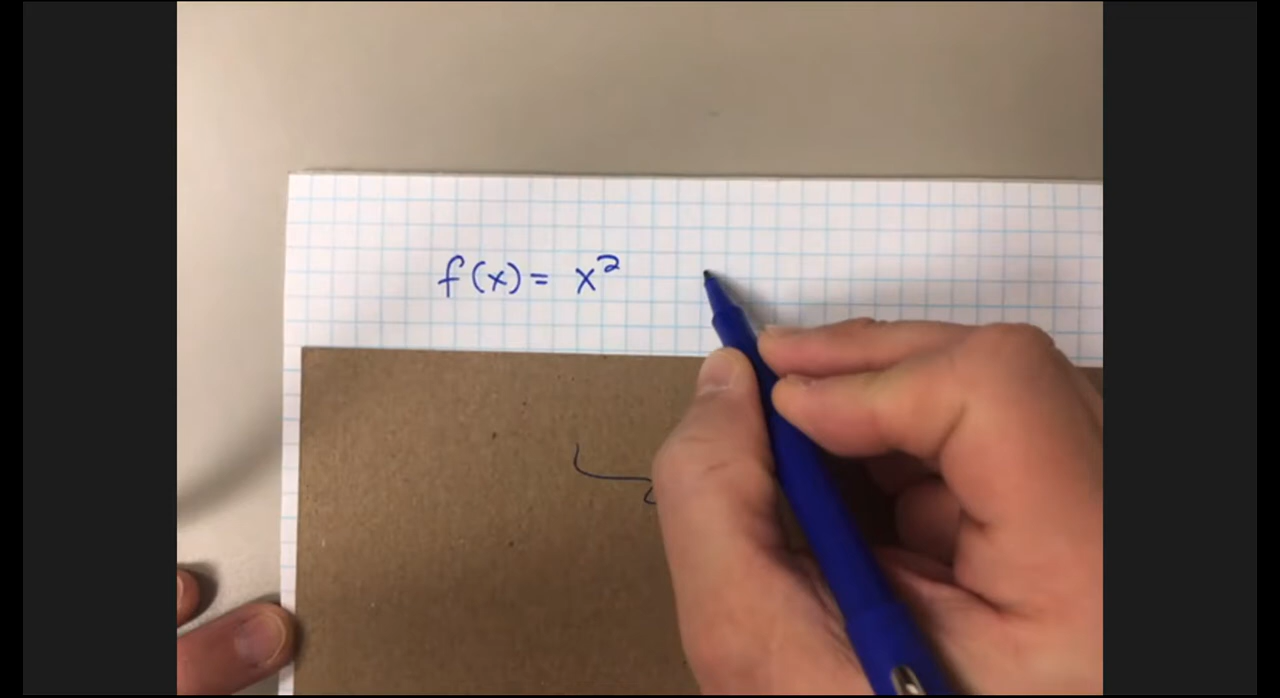 f(x) = x²